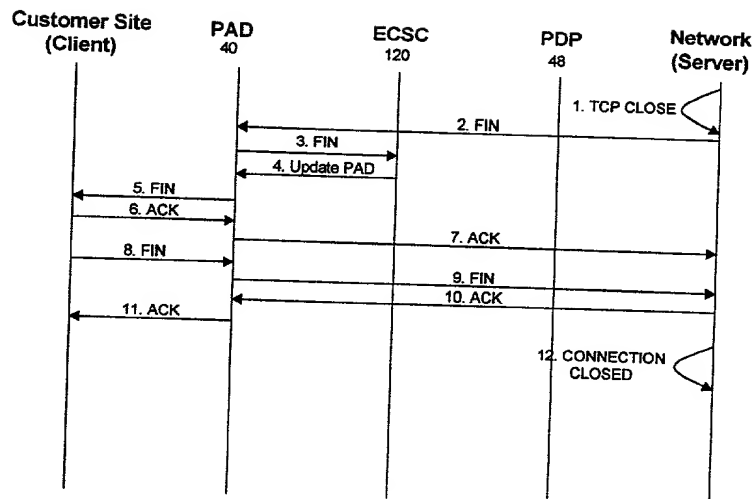 Customer Site
(Client)
PAD
40
ECSC
120
PDP
48
Network
(Server)
1. TCP CLOSE
2. FIN
3. FIN
4. Update PAD
5. FIN
6. ACK
7. ACK
8. FIN
9. FIN
10. ACK
11. ACK
12. CONNECTION
CLOSED